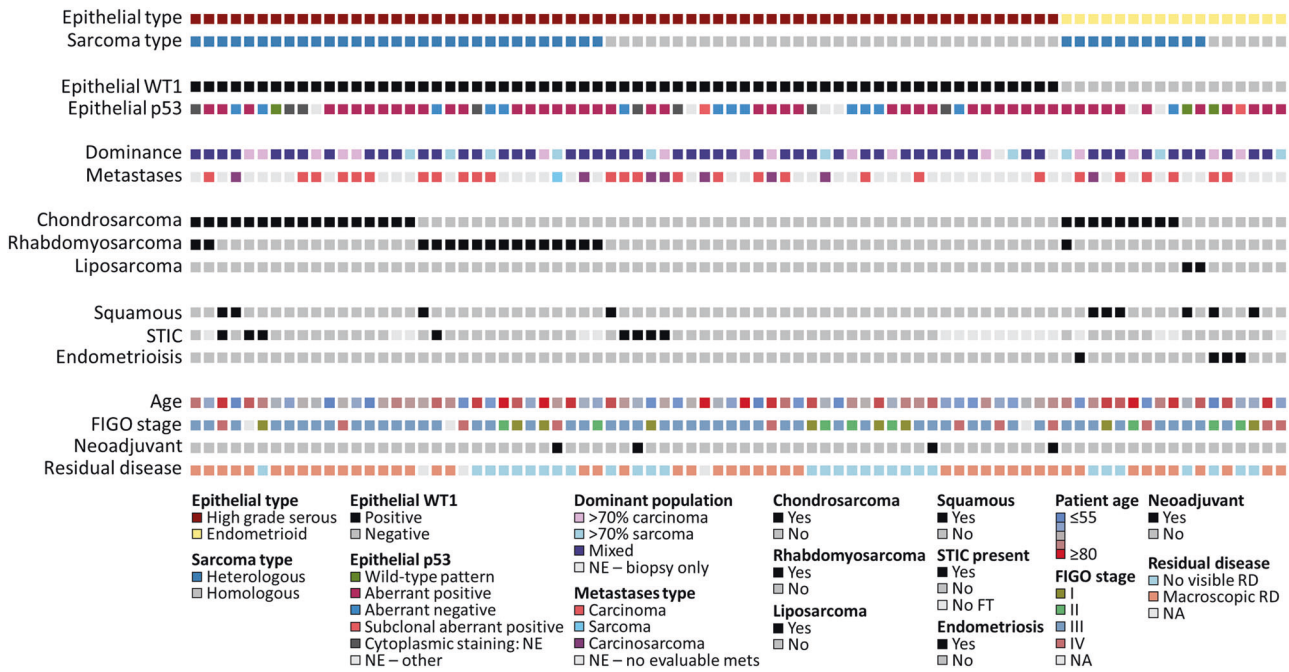 Epithelial type
Sarcoma type
Epithelial WT1
Epithelial p53
Dominance
Metastases
Chondrosarcoma
Rhabdomyosarcoma
Liposarcoma
Squamous
STIC
Endometrioisis
Age
FIGO stage
Neoadjuvant
Residual disease
Epithelial type
High grade serous
Endometrioid
Sarcoma type
Heterologous
Homologous
Epithelial WT1
Positive
Negative
Epithelial p53
Wild-type pattern
Aberrant positive
Aberrant negative
Subclonal aberrant positive
Cytoplasmic staining: NE
NE – other
Dominant population
>70% carcinoma
>70% sarcoma
Mixed
NE – biopsy only
Metastases type
Carcinoma
Sarcoma
Carcinosarcoma
NE – no evaluable mets
Chondrosarcoma
Yes
No
Rhabdomyosarcoma
Yes
No
Liposarcoma
Yes
No
Squamous
Yes
No
STIC present
Yes
No
No FT
Endometriosis
Yes
No
Patient age
≤55
≥80
FIGO stage
I
II
III
IV
NA
Neoadjuvant
Yes
No
Residual disease
No visible RD
Macroscopic RD
NA